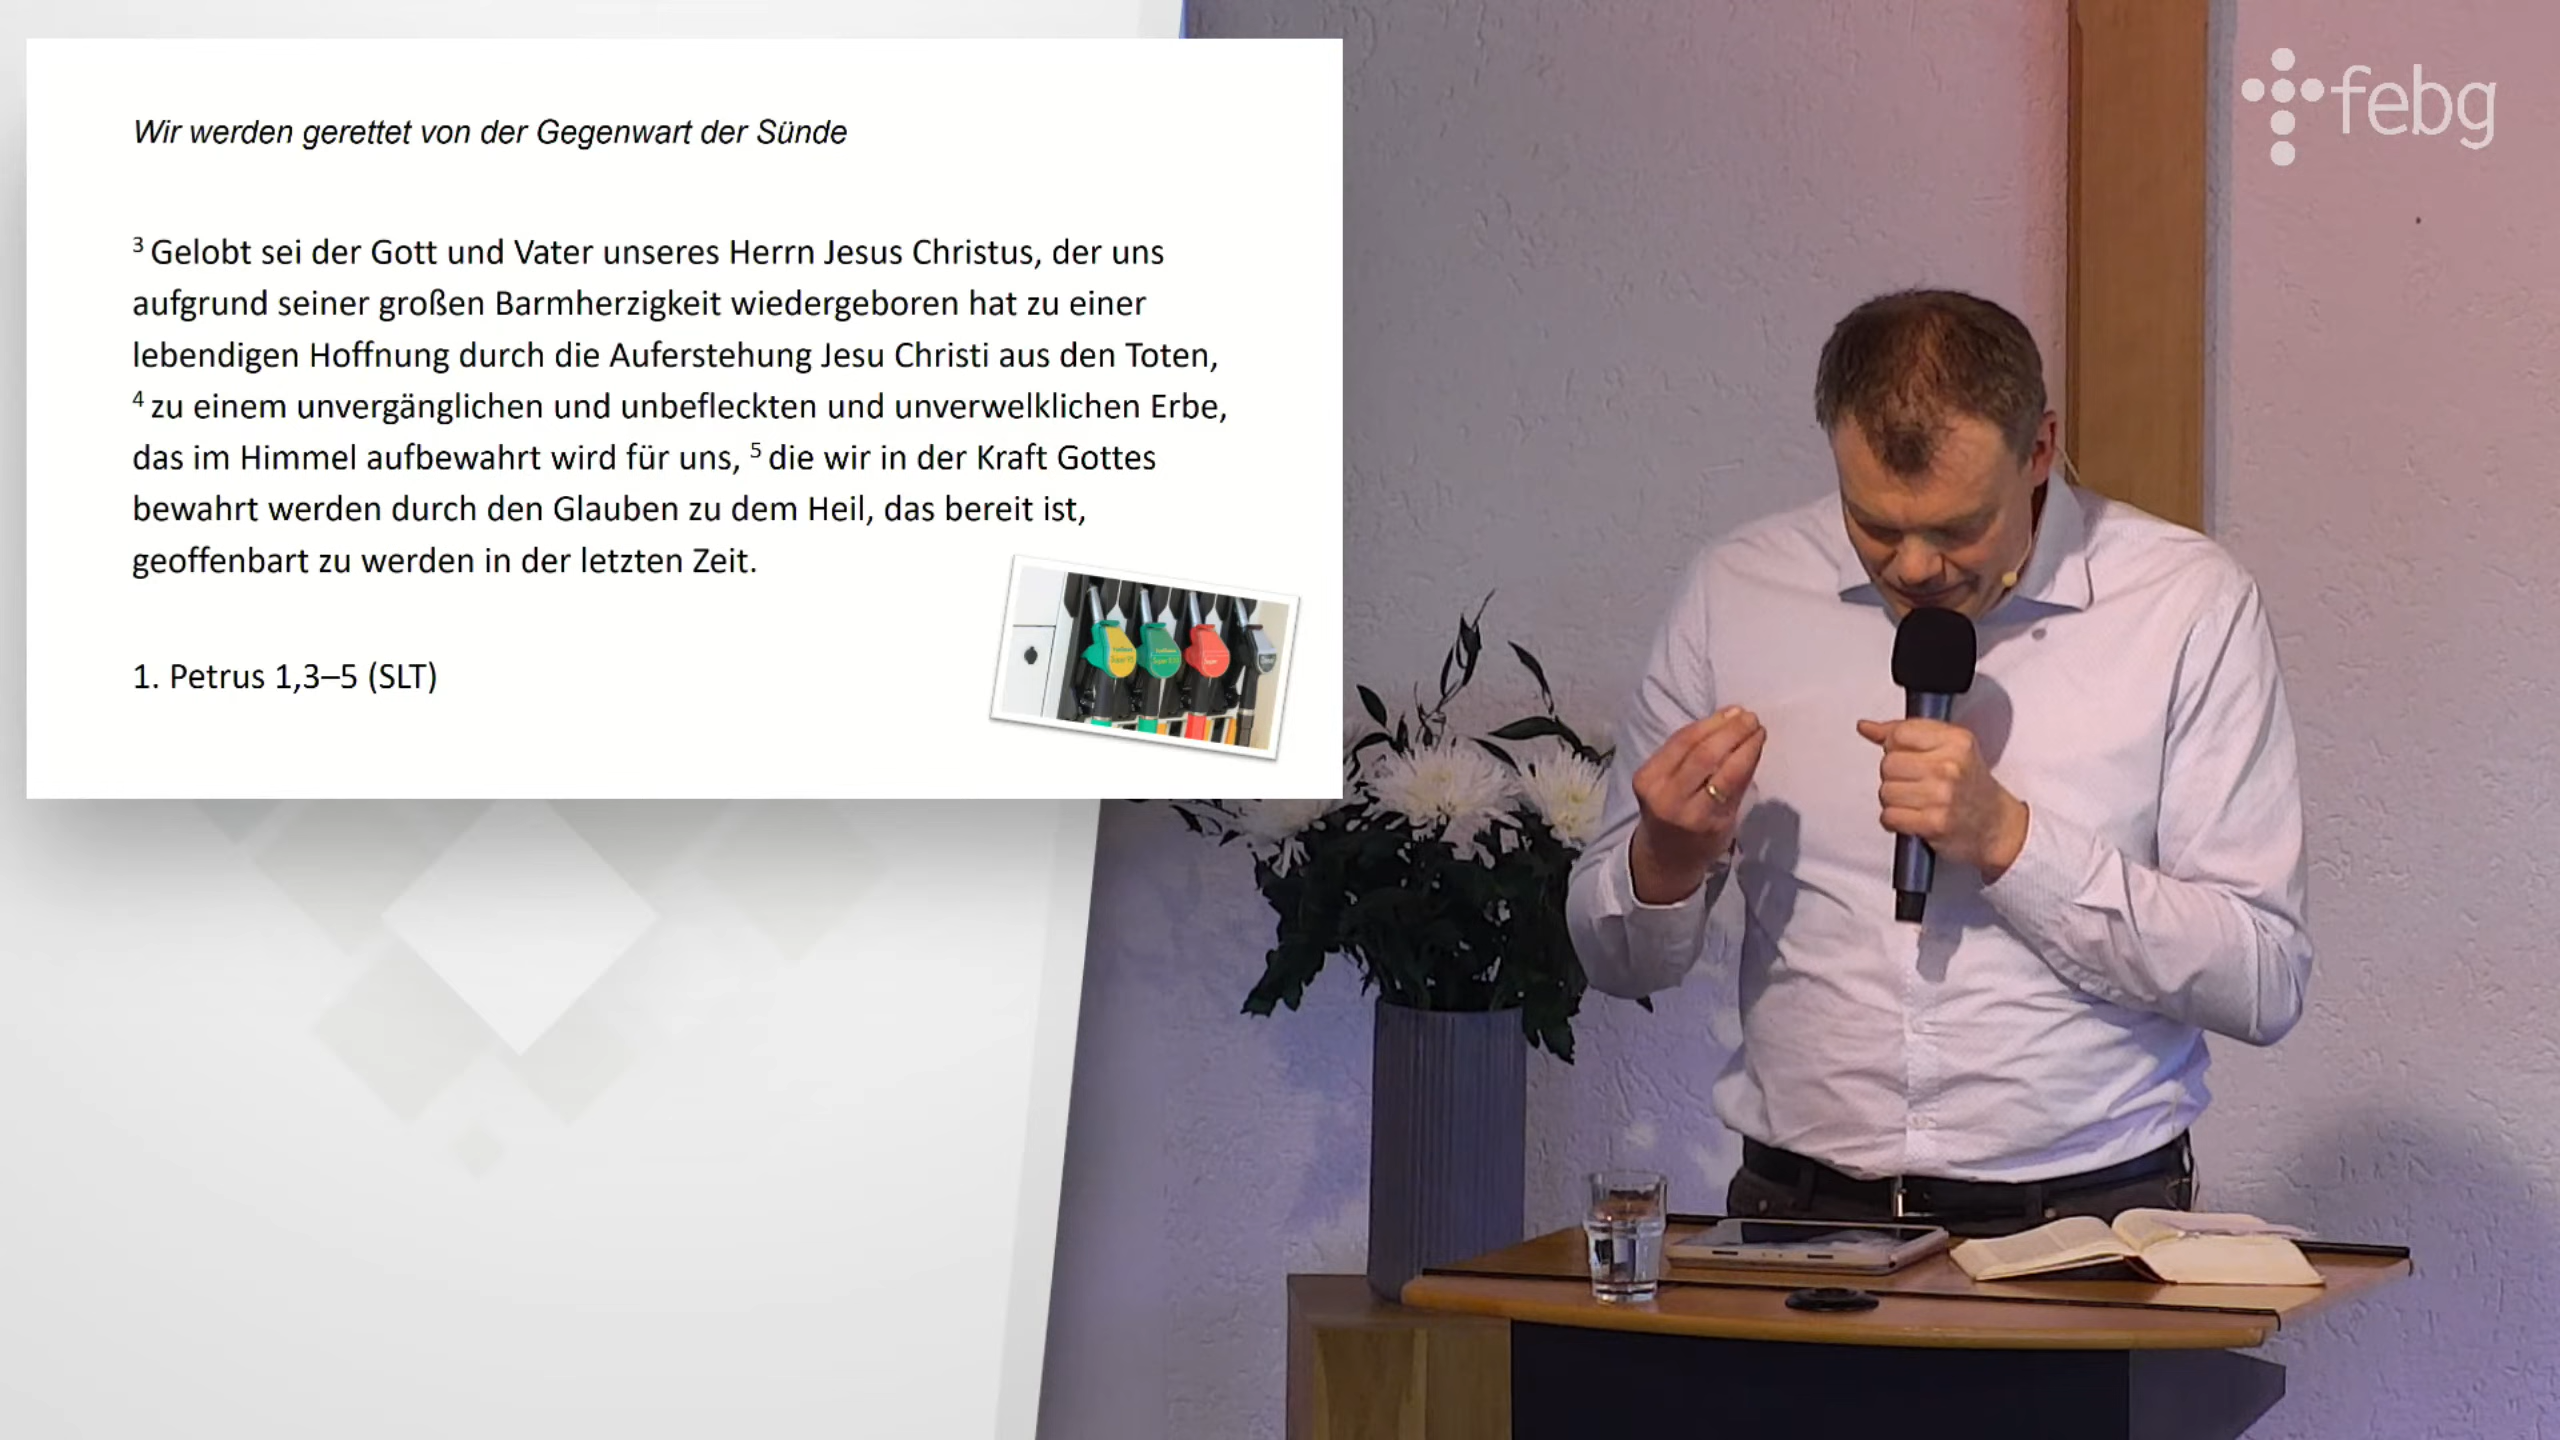 Wir werden gerettet von der Gegenwart der Sünde
³ Gelobt sei der Gott und Vater unseres Herrn Jesus Christus, der uns
aufgrund seiner großen Barmherzigkeit wiedergeboren hat zu einer
lebendigen Hoffnung durch die Auferstehung Jesu Christi aus den Toten,
⁴ zu einem unvergänglichen und unbefleckten und unverwelklichen Erbe,
das im Himmel aufbewahrt wird für uns, ⁵ die wir in der Kraft Gottes
bewahrt werden durch den Glauben zu dem Heil, das bereit ist,
geoffenbart zu werden in der letzten Zeit.
1. Petrus 1,3–5 (SLT)
febg